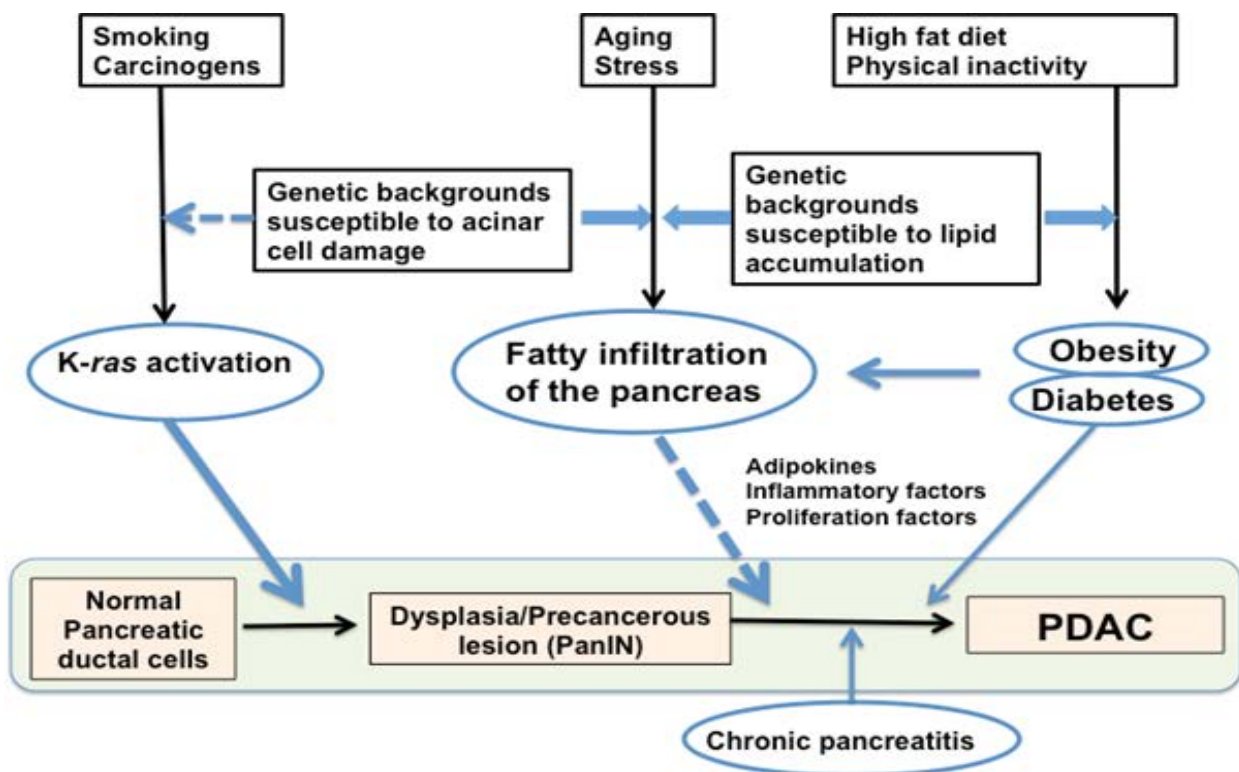 Smoking
Carcinogens
Aging
Stress
High fat diet
Physical inactivity
Genetic backgrounds
susceptible to acinar
cell damage
Genetic
backgrounds
susceptible to lipid
accumulation
K-ras activation
Fatty infiltration
of the pancreas
Obesity
Diabetes
Adipokines
Inflammatory factors
Proliferation factors
Normal
Pancreatic
ductal cells
Dysplasia/Precancerous
lesion (PanIN)
PDAC
Chronic pancreatitis